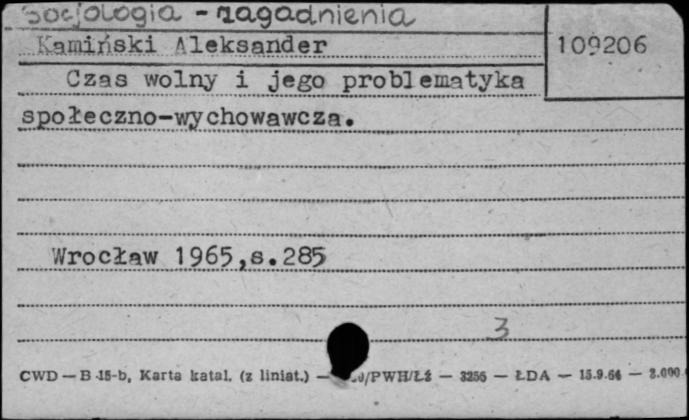 Socjologia - zagadnienia
Kamiński Aleksander
109206
Czas wolny i jego problematyka
społeczno-wychowawcza.
Wrocław 1965,s.285
3
CWD — B-15-b, Karta katal. (z liniat.) — /PWH/Łź — 3256 — ŁDA — 15.9.64 — 2.000.